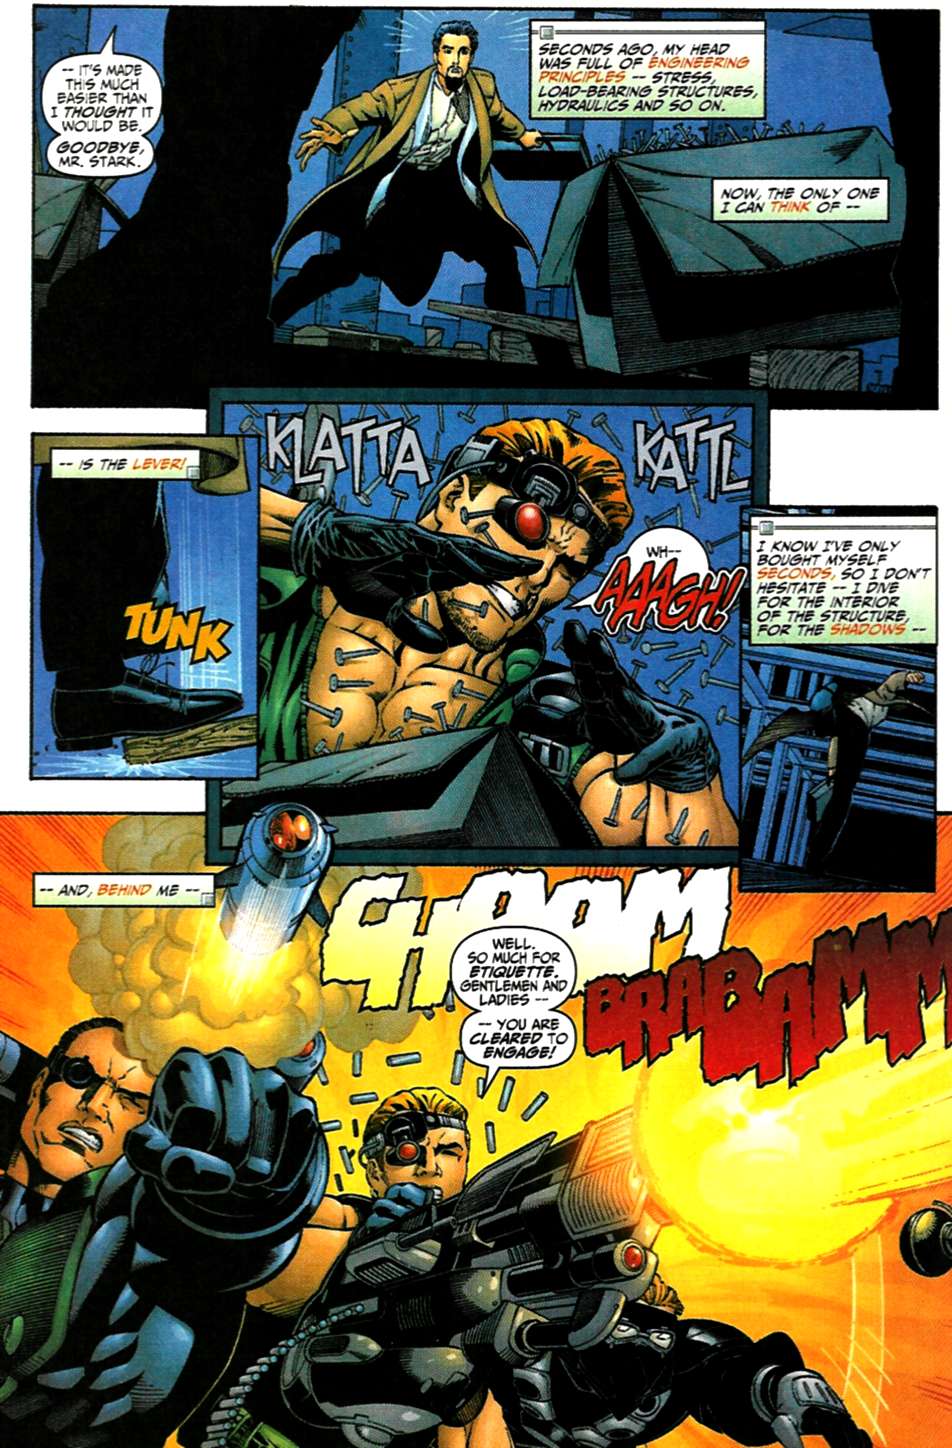 -- IT'S MADE
THIS MUCH
EASIER THAN
I THOUGHT IT
WOULD BE.
GOODBYE,
MR. STARK.
SECONDS AGO, MY HEAD
WAS FULL OF ENGINEERING
PRINCIPLES -- STRESS,
LOAD-BEARING STRUCTURES,
HYDRAULICS AND SO ON.
NOW, THE ONLY ONE
I CAN THINK OF --
-- IS THE LEVER!
TUNK
KLATTA
KATTL
WH--
AAAGH!
I KNOW I'VE ONLY
BOUGHT MYSELF
SECONDS, SO I DON'T
HESITATE -- I DIVE
FOR THE INTERIOR
OF THE STRUCTURE,
FOR THE SHADOWS --
-- AND, BEHIND ME --
CHOOM
WELL.
SO MUCH FOR
ETIQUETTE.
GENTLEMEN AND
LADIES --
-- YOU ARE
CLEARED TO
ENGAGE!
BRABAMM